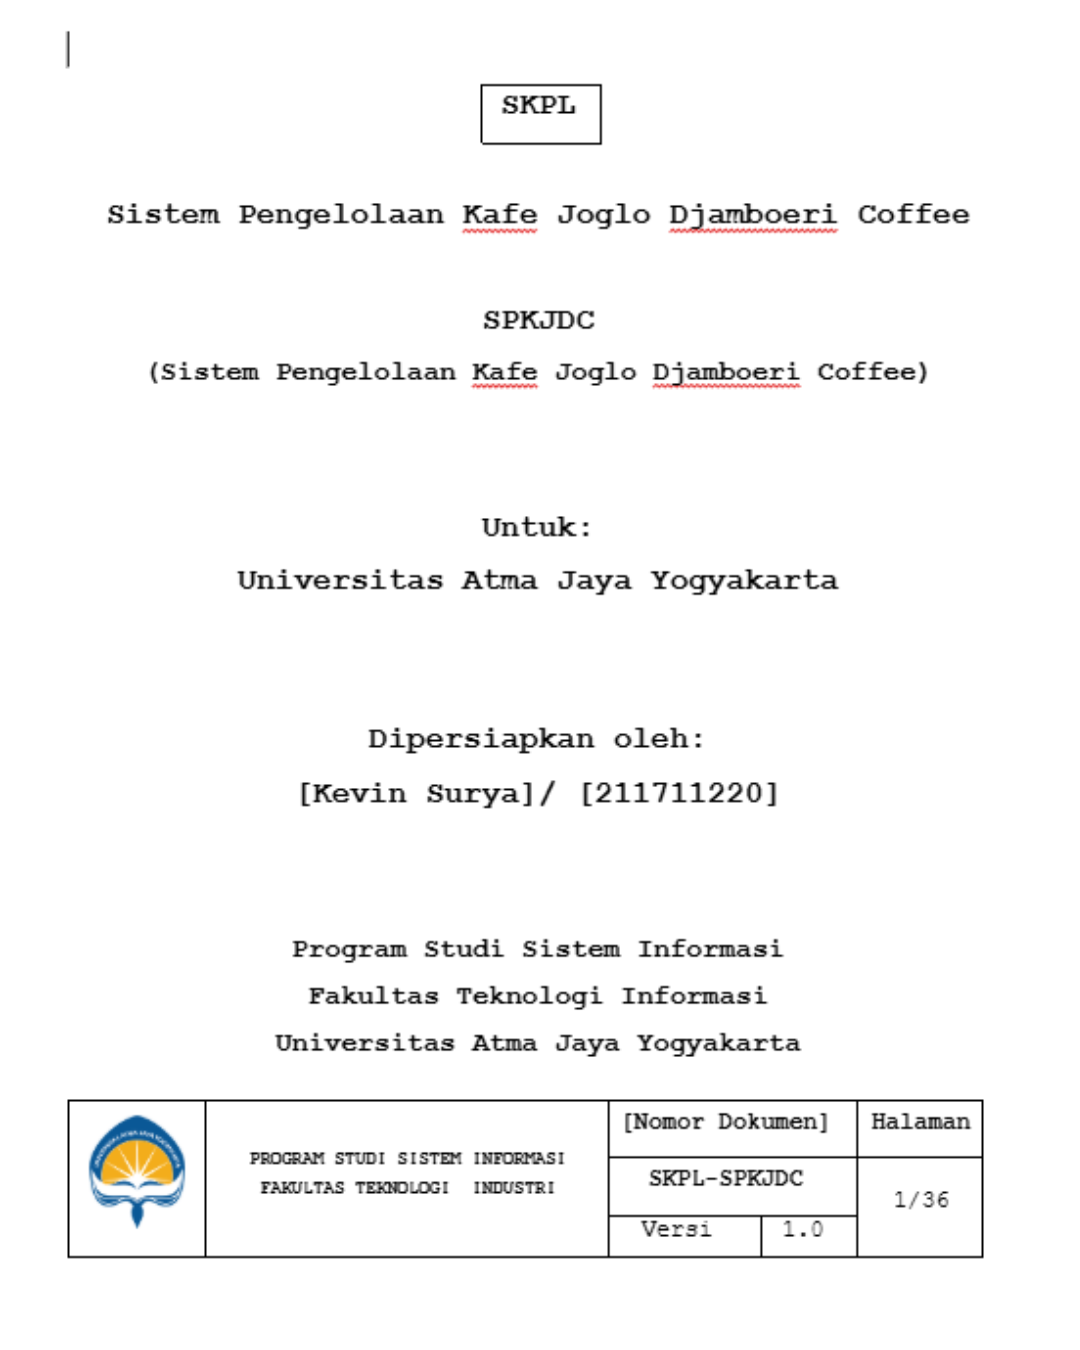 SKPL
Sistem Pengelolaan Kafe Joglo Djamboeri Coffee
SPKJDC
(Sistem Pengelolaan Kafe Joglo Djamboeri Coffee)
Untuk:
Universitas Atma Jaya Yogyakarta
Dipersiapkan oleh:
[Kevin Surya]/ [211711220]
Program Studi Sistem Informasi
Fakultas Teknologi Informasi
Universitas Atma Jaya Yogyakarta
PROGRAM STUDI SISTEM INFORMASI
FAKULTAS TEKNOLOGI INDUSTRI
[Nomor Dokumen]
Halaman
SKPL-SPKJDC
1/36
Versi
1.0